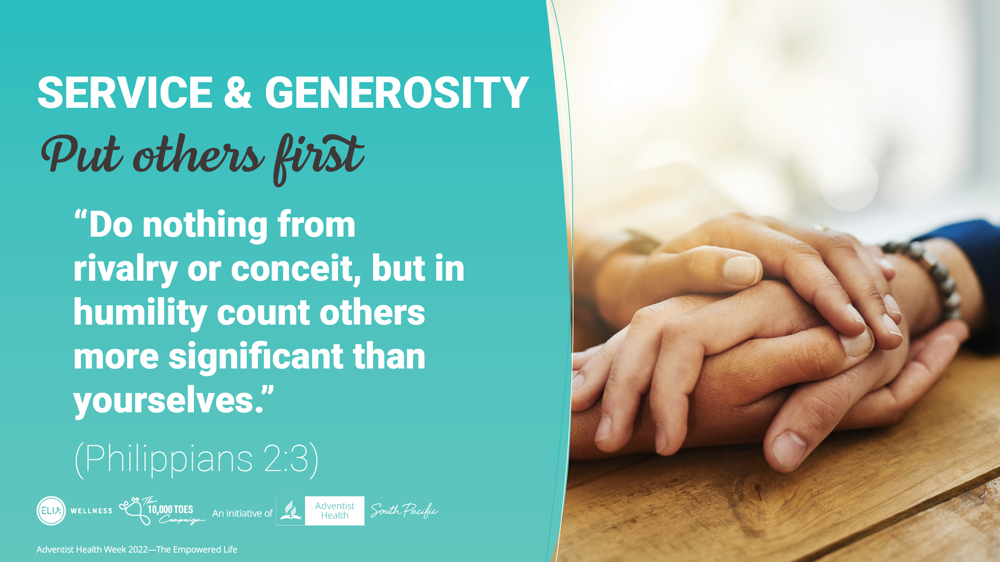 SERVICE & GENEROSITY
Put others first
“Do nothing from
rivalry or conceit, but in
humility count others
more significant than
yourselves.”
(Philippians 2:3)
ELIA WELLNESS
The
10,000 TOES
Campaign
An initiative of
Adventist
Health
South Pacific
Adventist Health Week 2022—The Empowered Life